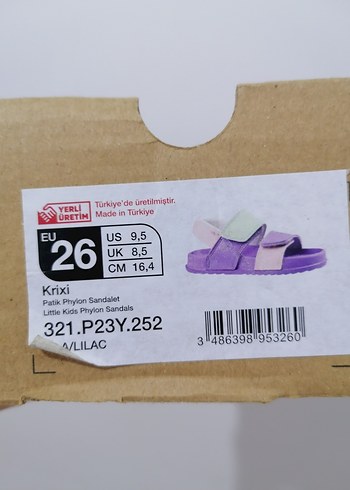 YERLİ
ÜRETİM
Türkiye'de üretilmiştir.
Made in Türkiye
EU
26
US 9,5
UK 8,5
CM 16,4
Krixi
Patik Phylon Sandalet
Little Kids Phylon Sandals
321.P23Y.252
/LILAC
3 486398 953260